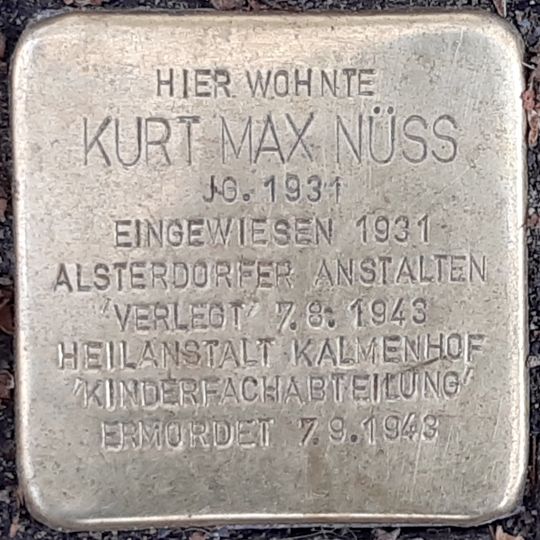 HIER WOHNTE
KURT MAX NÜSS
JG. 1931
EINGEWIESEN 1931
ALSTERDORFER ANSTALTEN
"VERLEGT" 7.8. 1943
HEILANSTALT KALMENHOF
'KINDERFACHABTEILUNG'
ERMORDET 7.9.1943